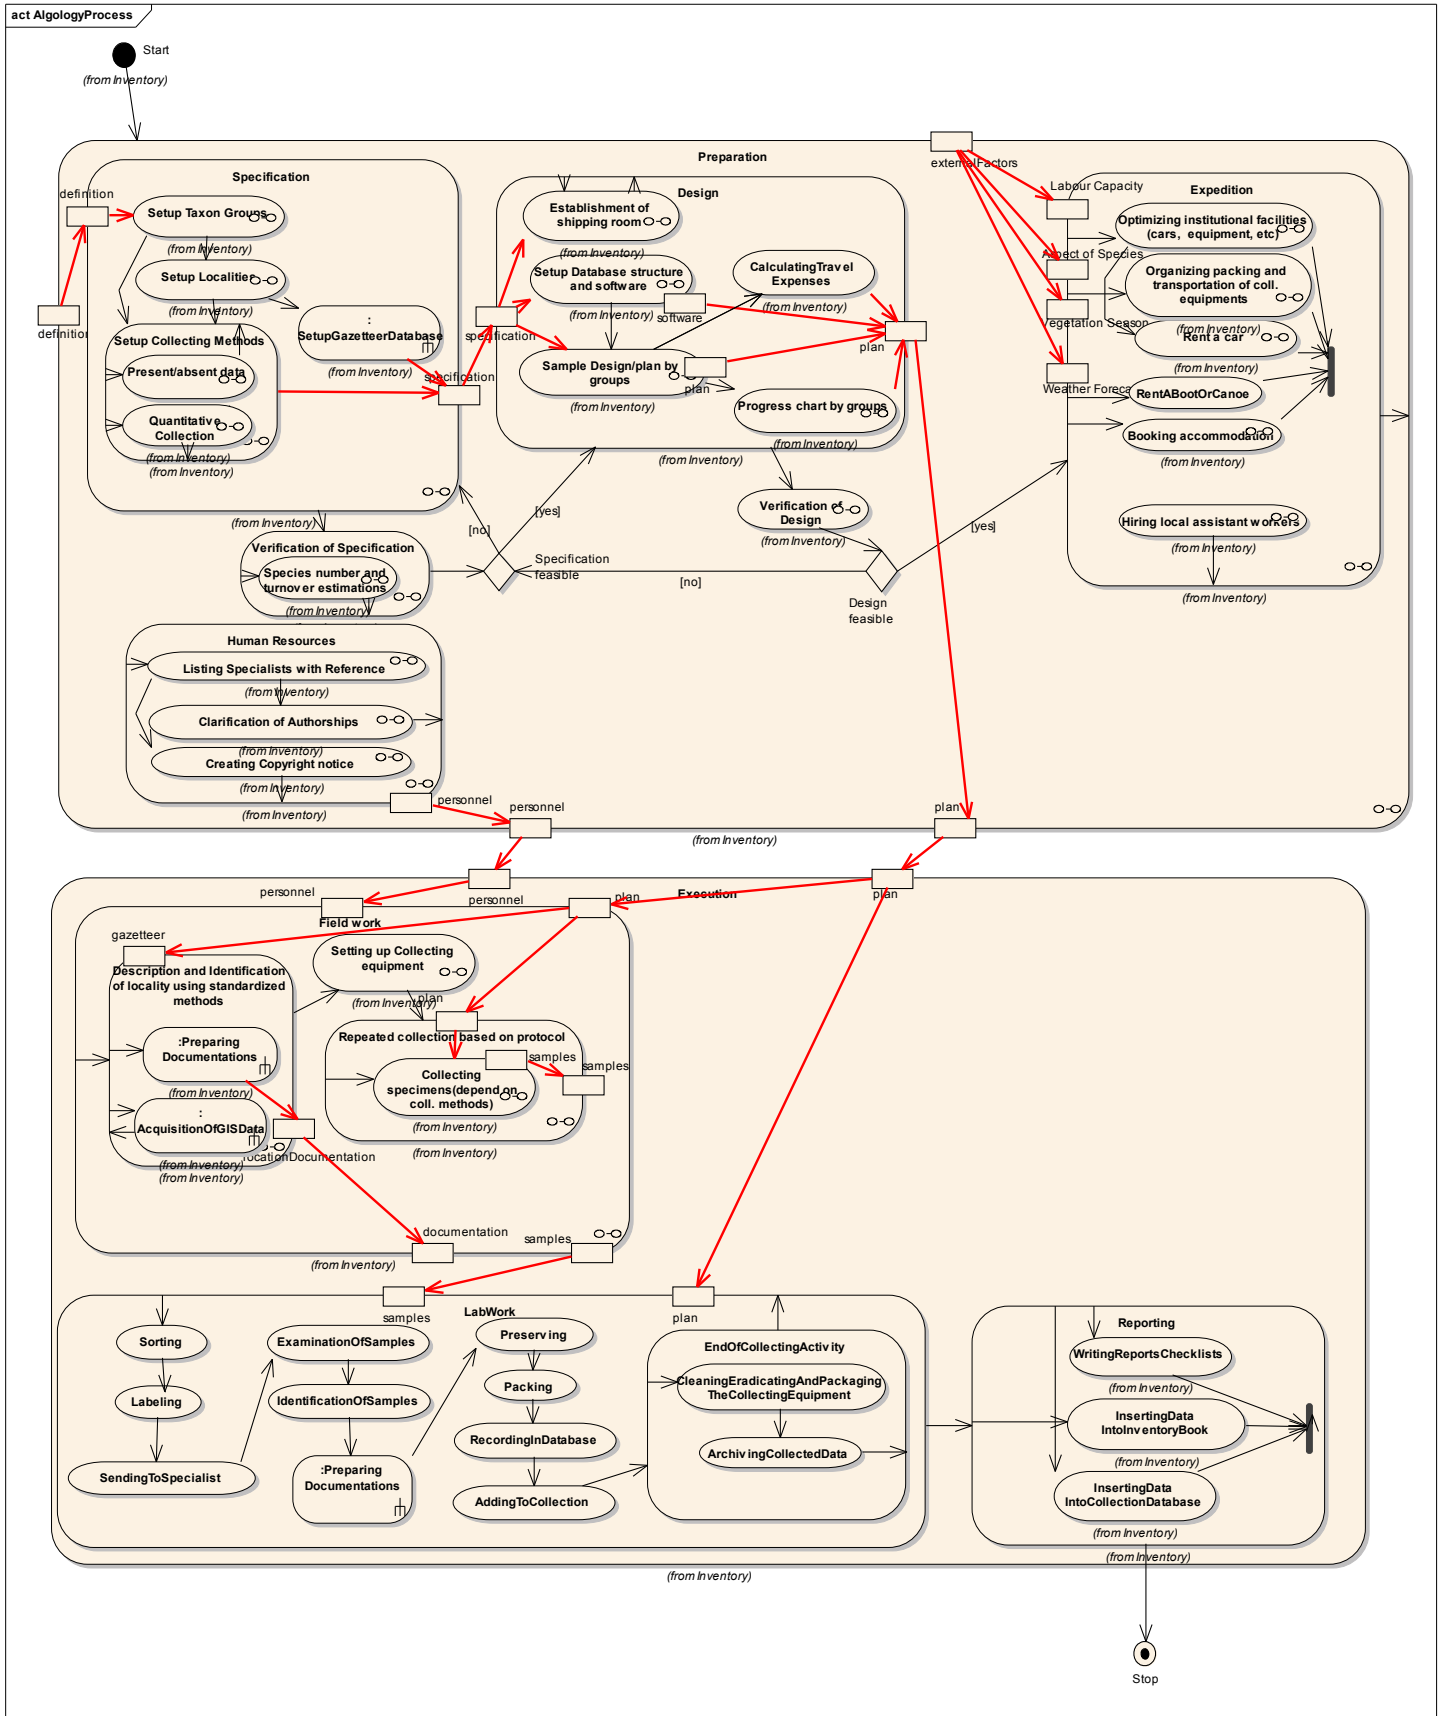 act AlgologyProcess
Start
(from Inventory)
Preparation
externalFactors
Specification
definition
definition
Setup Taxon Groups
(from Inventory)
Setup Localities
(from Inventory)
:
SetupGazetteerDatabase
(from Inventory)
Setup Collecting Methods
Present/absent data
(from Inventory)
Quantitative
Collection
(from Inventory)
(from Inventory)
specification
(from Inventory)
specification
Design
Establishment of
shipping room
(from Inventory)
Setup Database structure
and software
software
CalculatingTravel
Expenses
(from Inventory)
Sample Design/plan by
groups
(from Inventory)
plan
Progress chart by groups
(from Inventory)
plan
(from Inventory)
Labour Capacity
Aspect of Species
Vegetation Season
Expedition
Optimizing institutional facilities
(cars, equipment, etc)
Organizing packing and
transportation of coll.
equipments
(from Inventory)
Rent a car
RentABootOrCanoe
Booking accommodation
(from Inventory)
Hiring local assistant workers
(from Inventory)
Verification of
Design
(from Inventory)
[no]
[yes]
[yes]
[no]
Specification
feasible
Design
feasible
Verification of Specification
Species number and
turnover estimations
(from Inventory)
Human Resources
Listing Specialists with Reference
(from Inventory)
Clarification of Authorships
(from Inventory)
Creating Copyright notice
(from Inventory)
(from Inventory)
personnel
personnel
plan
(from Inventory)
Execution
personnel
personnel
plan
plan
Field work
gazetteer
Description and Identification
of locality using standardized
methods
:Preparing
Documentations
(from Inventory)
:
AcquisitionOfGISData
(from Inventory)
(from Inventory)
Setting up Collecting
equipment
(from Inventory)
plan
Repeated collection based on protocol
Collecting
specimens(depend on
coll. methods)
(from Inventory)
(from Inventory)
samples
samples
documentation
samples
(from Inventory)
LabWork
samples
plan
Sorting
Labeling
SendingToSpecialist
ExaminationOfSamples
IdentificationOfSamples
:Preparing
Documentations
Preserving
Packing
RecordingInDatabase
AddingToCollection
EndOfCollectingActivity
CleaningEradicatingAndPackaging
TheCollectingEquipment
ArchivingCollectedData
Reporting
WritingReportsChecklists
(from Inventory)
InsertingData
IntoInventoryBook
(from Inventory)
InsertingData
IntoCollectionDatabase
(from Inventory)
(from Inventory)
(from Inventory)
Stop